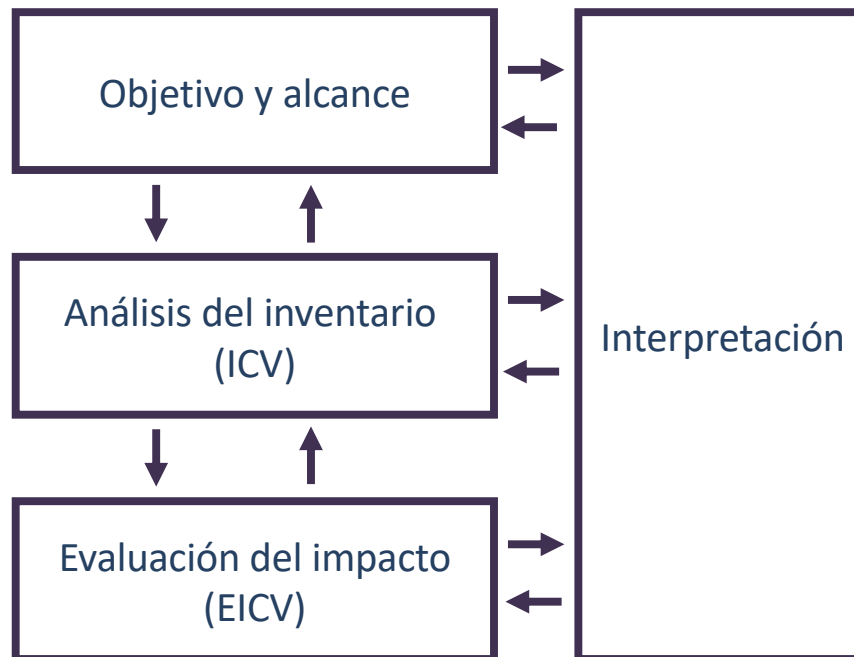 Objetivo y alcance
Análisis del inventario
(ICV)
Interpretación
Evaluación del impacto
(EICV)